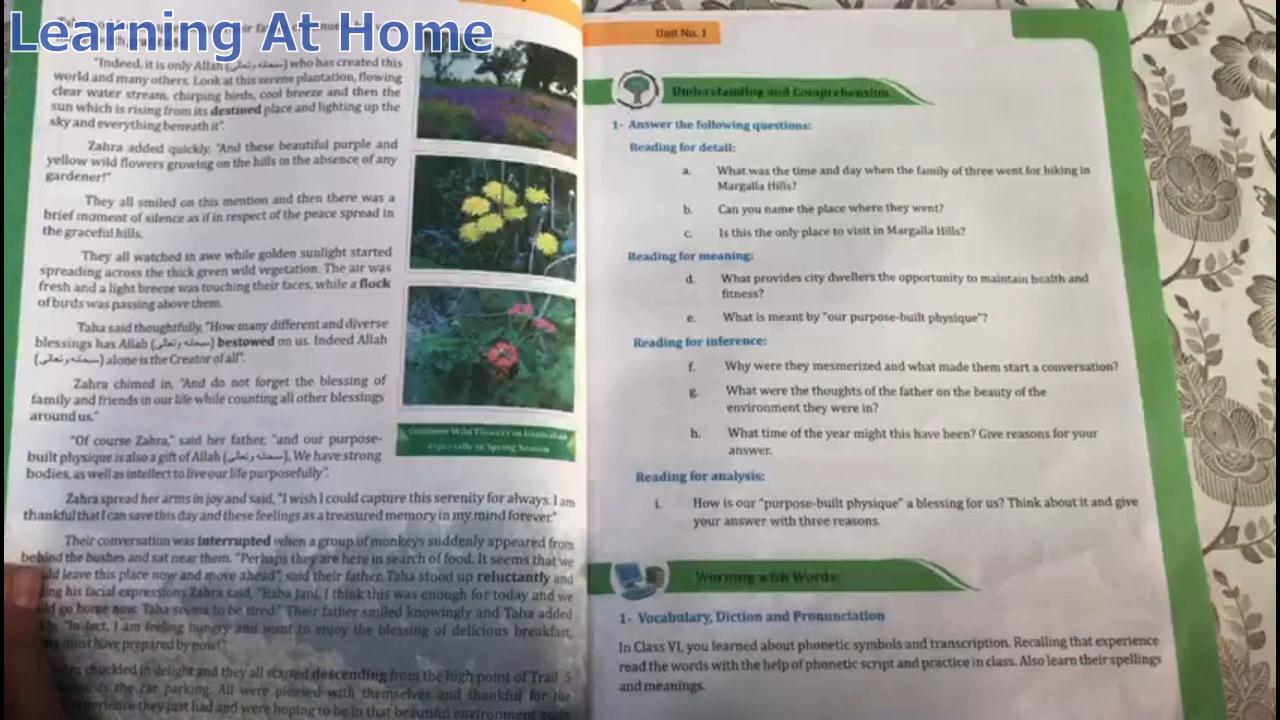 Learning At Home
"Indeed, it is only Allah (سبحانه وتعالى) who has created this
world and many others. Look at this serene plantation, flowing
clear water stream, chirping birds, cool breeze and then the
sun which is rising from its destined place and lighting up the
sky and everything beneath it".
Zahra added quickly, "And these beautiful purple and
yellow wild flowers growing on the hills in the absence of any
gardener!"
They all smiled on this mention and then there was a
brief moment of silence as if in respect of the peace spread in
the graceful hills.
They all watched in awe while golden sunlight started
spreading across the thick green wild vegetation. The air was
fresh and a light breeze was touching their faces, while a flock
of birds was passing above them.
Taha said thoughtfully, "How many different and diverse
blessings has Allah (سبحانه وتعالى) bestowed on us. Indeed Allah
(سبحانه وتعالى) alone is the Creator of all".
Zahra chimed in, "And do not forget the blessing of
family and friends in our life while counting all other blessings
around us."
"Of course Zahra," said her father, "and our purpose-
built physique is also a gift of Allah (سبحانه وتعالى). We have strong
bodies, as well as intellect to live our life purposefully".
Common Wild Flowers in Islamabad
especially in Spring Season
Zahra spread her arms in joy and said, "I wish I could capture this serenity for always. I am
thankful that I can save this day and these feelings as a treasured memory in my mind forever."
Their conversation was interrupted when a group of monkeys suddenly appeared from
behind the bushes and sat near them. "Perhaps they are here in search of food. It seems that we
leave this place now and move ahead", said their father. Taha stood up reluctantly and
his facial expressions Zahra said, "Baba Jani, I think this was enough for today and we
go home now. Taha seems to be tired." Their father smiled knowingly and Taha added
"In fact, I am feeling hungry and want to enjoy the blessing of delicious breakfast,
must have prepared by now!"
chuckled in delight and they all started descending from the high point of Trail 5
the car parking. All were pleased with themselves and thankful for the
experience they just had and were hoping to be in that beautiful environment again
Unit No. 1
Understanding and Comprehension
1- Answer the following questions:
Reading for detail:
a. What was the time and day when the family of three went for hiking in
Margalla Hills?
b. Can you name the place where they went?
c. Is this the only place to visit in Margalla Hills?
Reading for meaning:
d. What provides city dwellers the opportunity to maintain health and
fitness?
e. What is meant by "our purpose-built physique"?
Reading for inference:
f. Why were they mesmerized and what made them start a conversation?
g. What were the thoughts of the father on the beauty of the
environment they were in?
h. What time of the year might this have been? Give reasons for your
answer.
Reading for analysis:
i. How is our "purpose-built physique" a blessing for us? Think about it and give
your answer with three reasons.
Working with Words:
1- Vocabulary, Diction and Pronunciation
In Class VI, you learned about phonetic symbols and transcription. Recalling that experience
read the words with the help of phonetic script and practice in class. Also learn their spellings
and meanings.